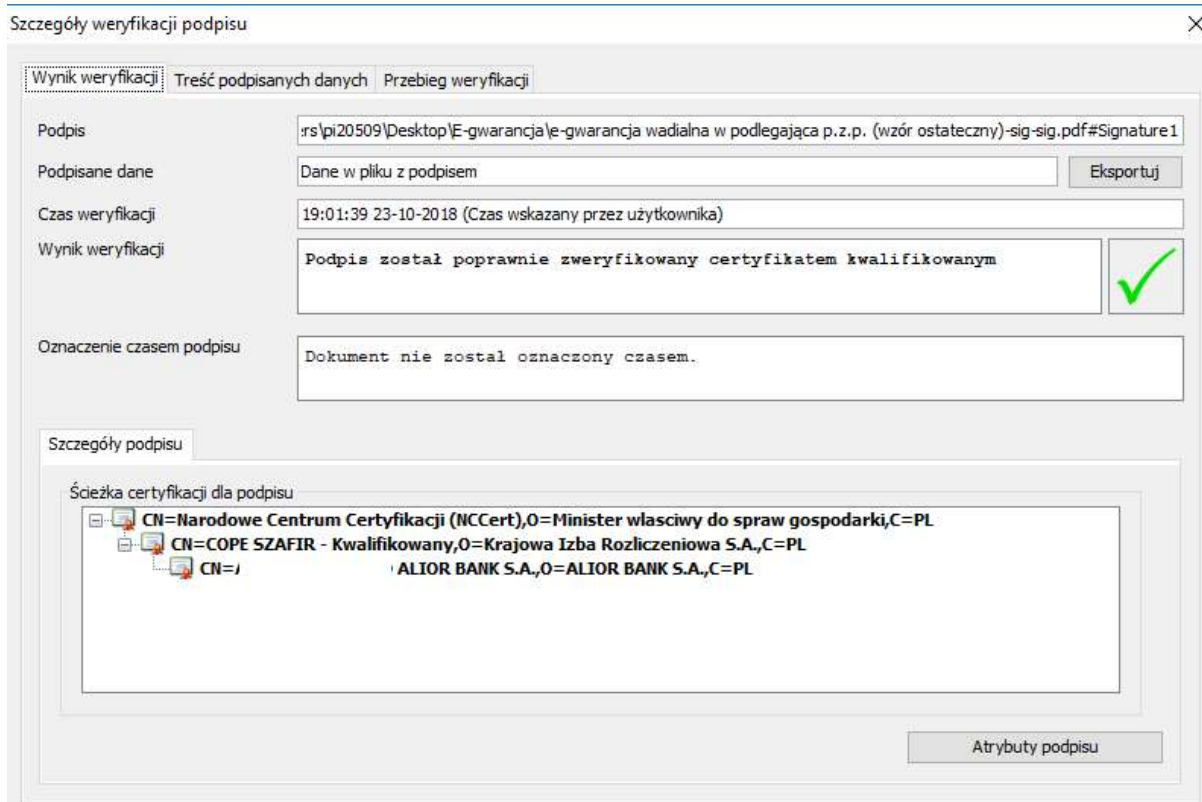 Szczegóły weryfikacji podpisu
Wynik weryfikacji Treść podpisanych danych Przebieg weryfikacji
Podpis :rs\pi20509\Desktop\E-gwarancja\e-gwarancja wadialna w podlegająca p.z.p. (wzór ostateczny)-sig-sig.pdf#Signature1
Podpisane dane Dane w pliku z podpisem Eksportuj
Czas weryfikacji 19:01:39 23-10-2018 (Czas wskazany przez użytkownika)
Wynik weryfikacji Podpis został poprawnie zweryfikowany certyfikatem kwalifikowanym
Oznaczenie czasem podpisu Dokument nie został oznaczony czasem.
Szczegóły podpisu
Ścieżka certyfikacji dla podpisu
CN=Narodowe Centrum Certyfikacji (NCCert),O=Minister wlasciwy do spraw gospodarki,C=PL
CN=COPE SZAFIR - Kwalifikowany,O=Krajowa Izba Rozliczeniowa S.A.,C=PL
CN= ALIOR BANK S.A.,O=ALIOR BANK S.A.,C=PL
Atrybuty podpisu